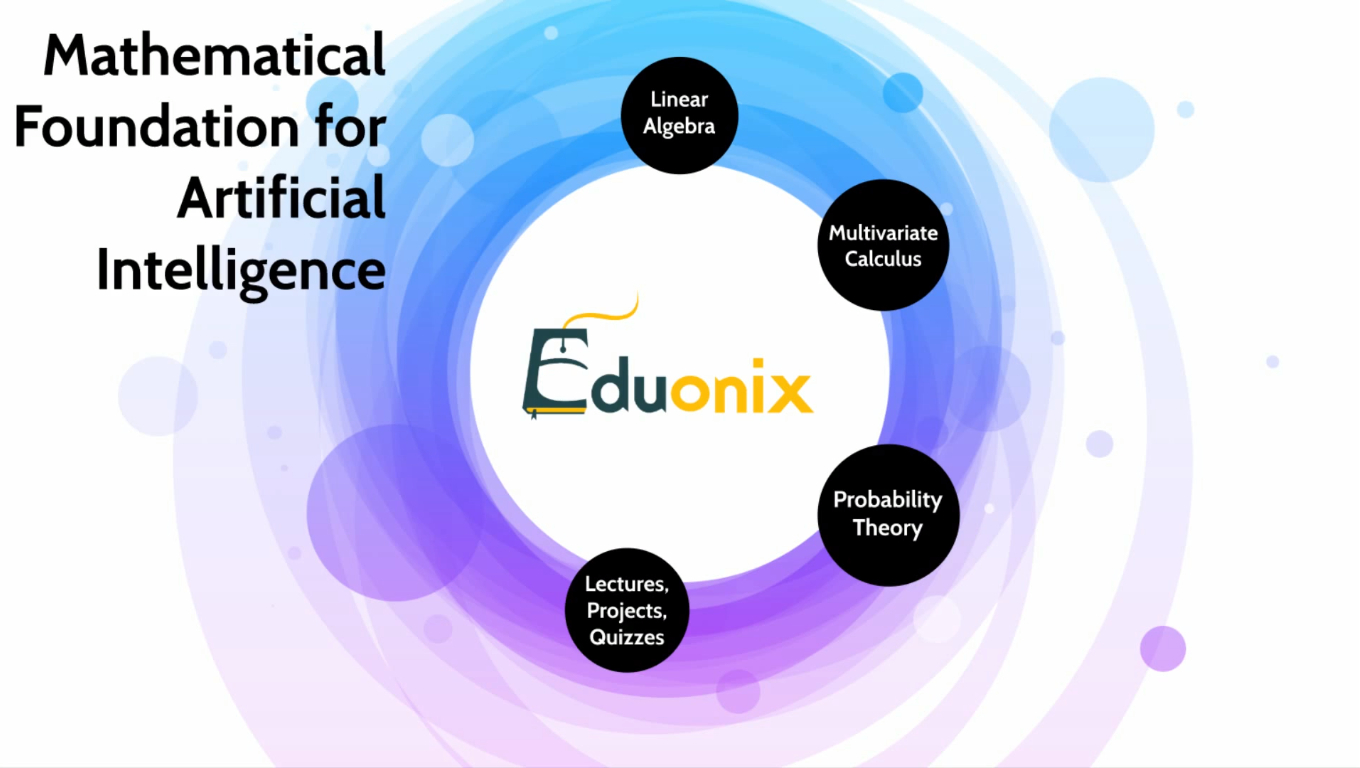 Mathematical
Foundation for
Artificial
Intelligence
Linear
Algebra
Multivariate
Calculus
Eduonix
Probability
Theory
Lectures,
Projects,
Quizzes